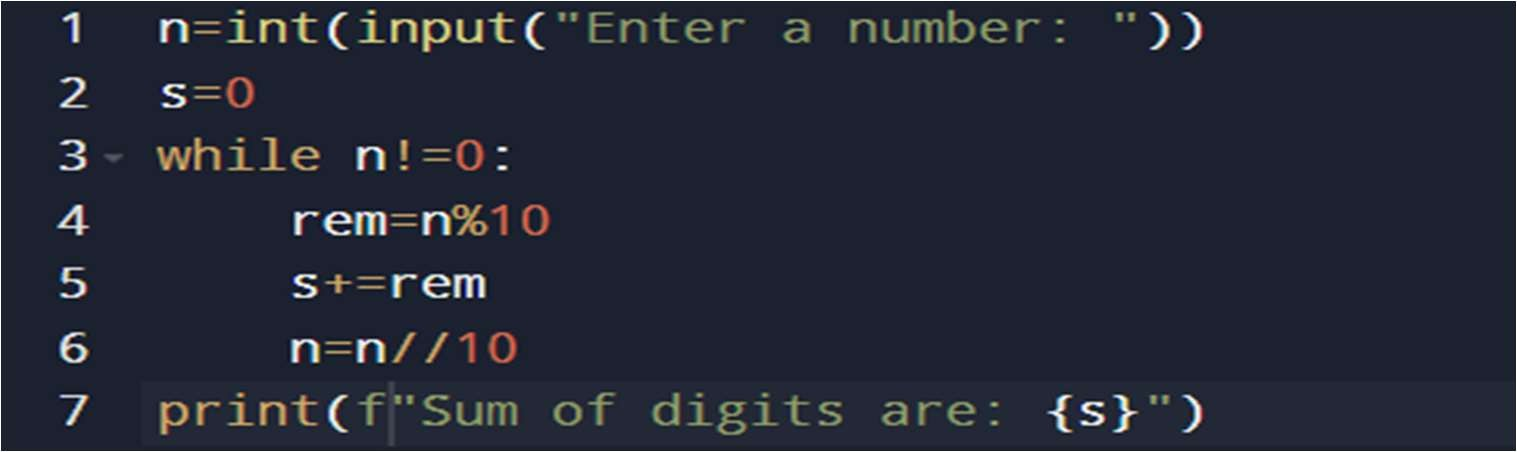 1 n=int(input("Enter a number: "))
2 s=0
3 while n!=0:
4     rem=n%10
5     s+=rem
6     n=n//10
7 print(f"Sum of digits are: {s}")